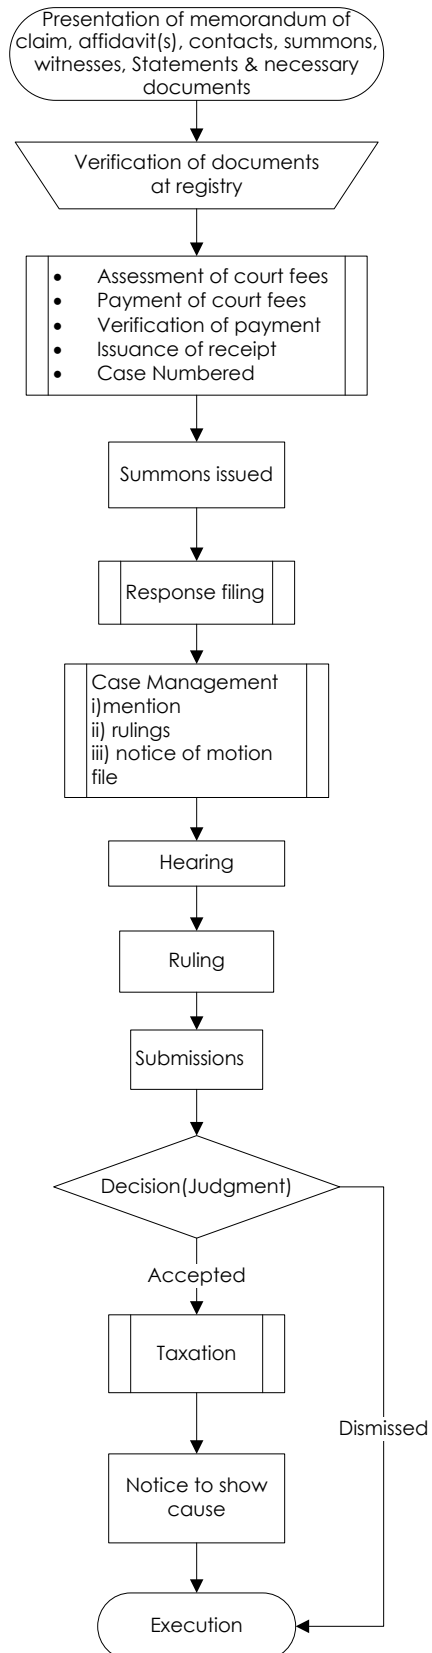 Presentation of memorandum of
claim, affidavit(s), contacts, summons,
witnesses, Statements & necessary
documents
Verification of documents
at registry
• Assessment of court fees
• Payment of court fees
• Verification of payment
• Issuance of receipt
• Case Numbered
Summons issued
Response filing
Case Management
i)mention
ii) rulings
iii) notice of motion
file
Hearing
Ruling
Submissions
Decision(Judgment)
Accepted
Taxation
Dismissed
Notice to show
cause
Execution